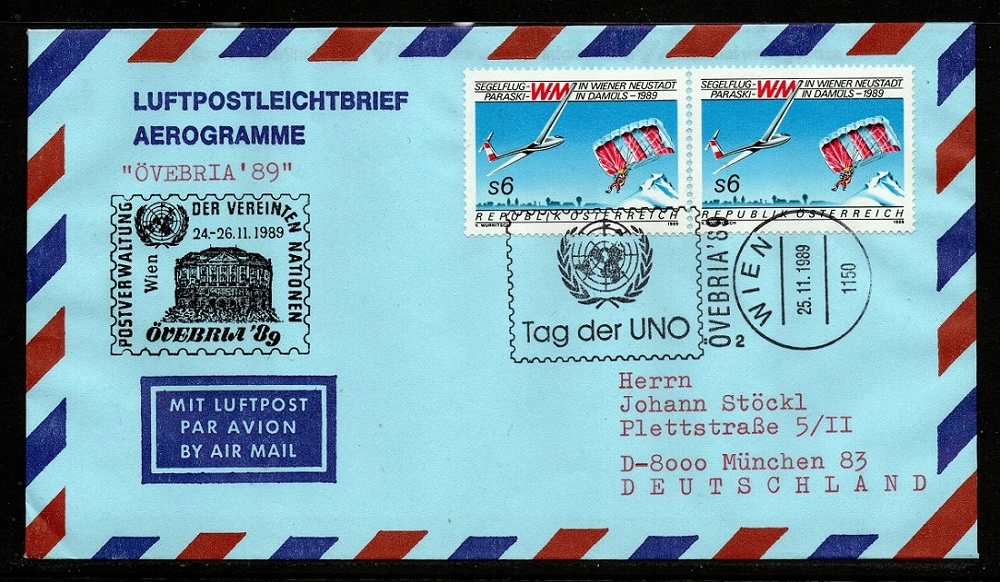 LUFTPOSTLEICHTBRIEF
AEROGRAMME
"ÖVEBRIA'89"
POSTVERWALTUNG
DER VEREINTEN NATIONEN
24.-26.11.1989
Wien
ÖVEBRIA '89
MIT LUFTPOST
PAR AVION
BY AIR MAIL
SEGELFLUG-WM IN WIENER NEUSTADT
PARASKI- IN DAMÜLS-1989
S6
REPUBLIK ÖSTERREICH
1989
SEGELFLUG-WM IN WIENER NEUSTADT
PARASKI- IN DAMÜLS-1989
S6
REPUBLIK ÖSTERREICH
1989
Tag der UNO
ÖVEBRIA'89
2
WIEN
25.11.1989
1150
Herrn
Johann Stöckl
Plettstraße 5/II
D-8000 München 83
DEUTSCHLAND